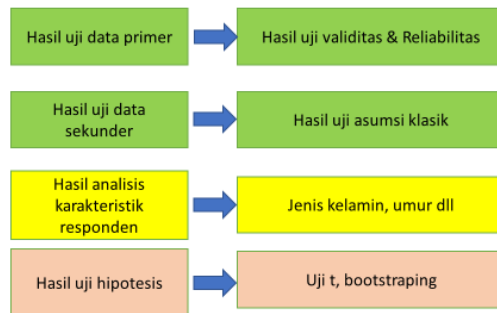 Hasil uji data primer
Hasil uji validitas & Reliabilitas
Hasil uji data
sekunder
Hasil uji asumsi klasik
Hasil analisis
karakteristik
responden
Jenis kelamin, umur dll
Hasil uji hipotesis
Uji t, bootstraping